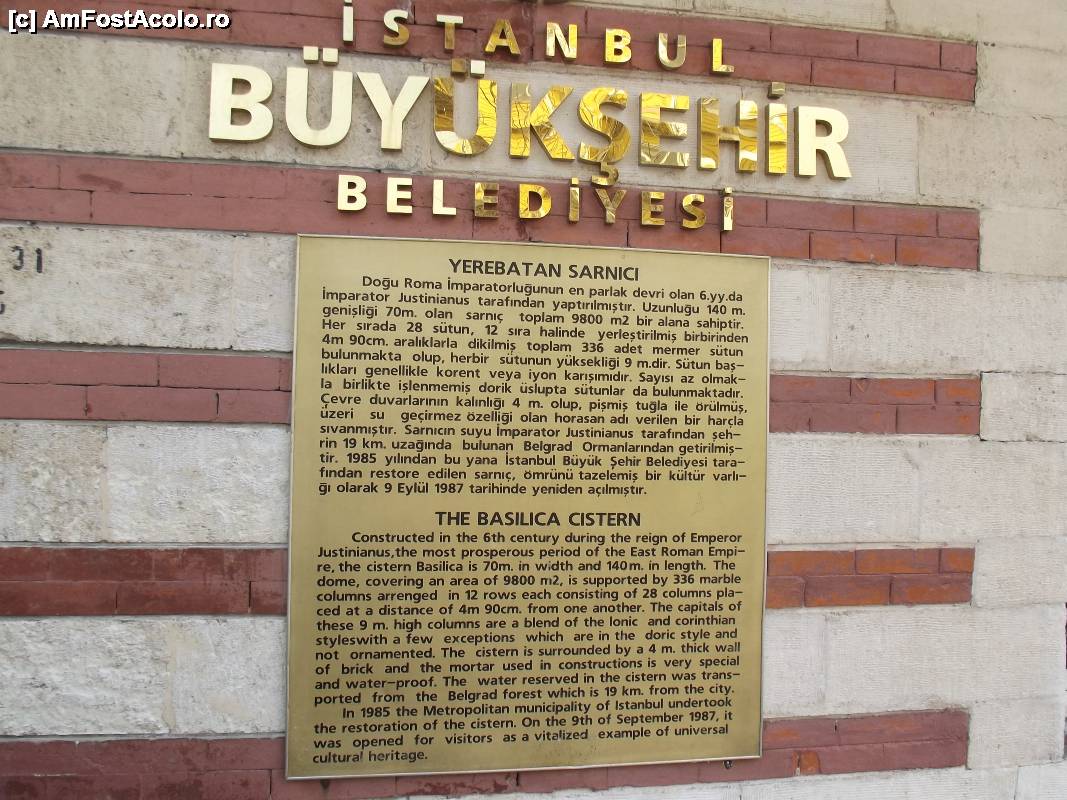 [c] AmFostAcolo.ro
İSTANBUL
BÜYÜKŞEHİR
BELEDİYESİ
31
YEREBATAN SARNICI
Doğu Roma İmparatorluğunun en parlak devri olan 6.yy.da
İmparator Justinianus tarafından yaptırılmıştır. Uzunluğu 140 m.
genişliği 70m. olan sarnıç toplam 9800 m2 bir alana sahiptir.
Her sırada 28 sütun, 12 sıra halinde yerleştirilmiş birbirinden
4m 90cm. aralıklarla dikilmiş toplam 336 adet mermer sütun
bulunmakta olup, herbir sütunun yüksekliği 9 m.dir. Sütun baş-
lıkları genellikle korent veya iyon karışımıdır. Sayısı az olmak-
la birlikte işlenmemiş dorik üslupta sütunlar da bulunmaktadır.
Çevre duvarlarının kalınlığı 4 m. olup, pişmiş tuğla ile örülmüş,
üzeri su geçirmez özelliği olan horasan adı verilen bir harçla
sıvanmıştır. Sarnıcın suyu İmparator Justinianus tarafından şeh-
rin 19 km. uzağında bulunan Belgrad Ormanlarından getirilmiş-
tir. 1985 yılından bu yana İstanbul Büyük Şehir Belediyesi tara-
fından restore edilen sarnıç, ömrünü tazelemiş bir kültür varlı-
ğı olarak 9 Eylül 1987 tarihinde yeniden açılmıştır.
THE BASILICA CISTERN
Constructed in the 6th century during the reign of Emperor
Justinianus,the most prosperous period of the East Roman Empi-
re, the cistern Basilica is 70m. in width and 140m. in length. The
dome, covering an area of 9800 m2, is supported by 336 marble
columns arrenged in 12 rows each consisting of 28 columns pla-
ced at a distance of 4m 90cm. from one another. The capitals of
these 9 m. high columns are a blend of the Ionic and corinthian
styleswith a few exceptions which are in the doric style and
not ornamented. The cistern is surrounded by a 4 m. thick wall
of brick and the mortar used in constructions is very special
and water-proof. The water reserved in the cistern was trans-
ported from the Belgrad forest which is 19 km. from the city.
In 1985 the Metropolitan municipality of Istanbul undertook
the restoration of the cistern. On the 9th of September 1987, it
was opened for visitors as a vitalized example of universal
cultural heritage.